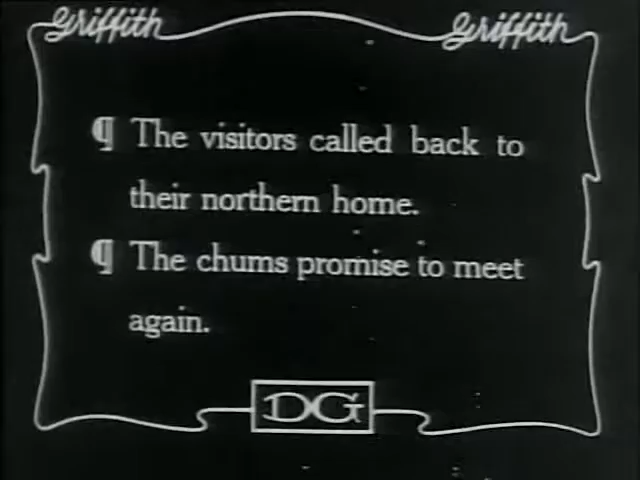 Griffith Griffith
¶ The visitors called back to
their northern home.
¶ The chums promise to meet
again.
DG